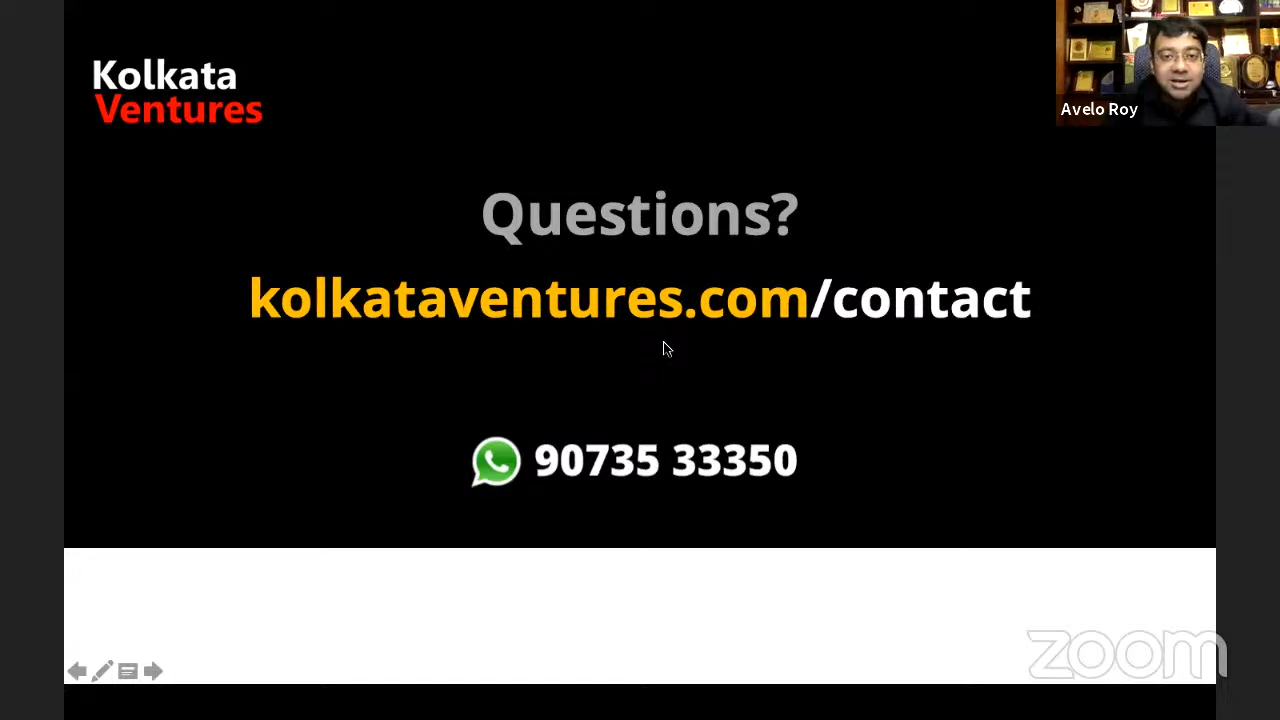 Kolkata
Ventures
Avelo Roy
Questions?
kolkataventures.com/contact
90735 33350
zoom